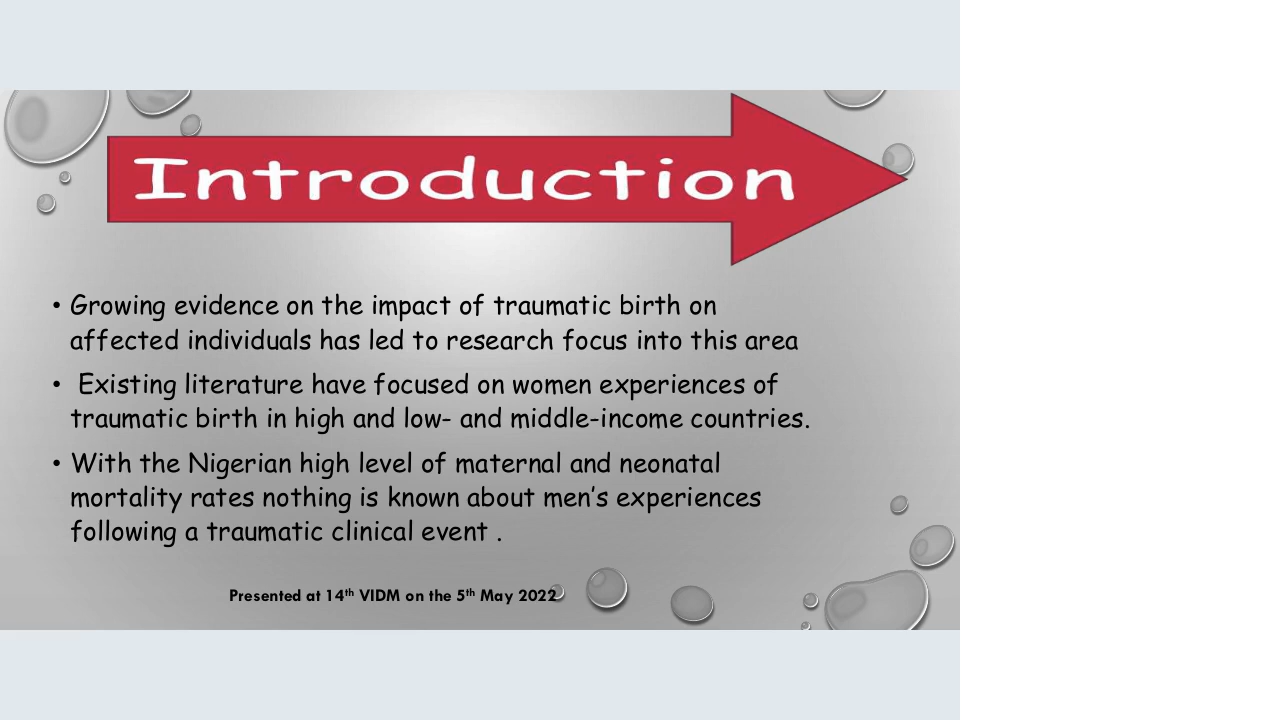 Introduction
• Growing evidence on the impact of traumatic birth on
affected individuals has led to research focus into this area
• Existing literature have focused on women experiences of
traumatic birth in high and low- and middle-income countries.
• With the Nigerian high level of maternal and neonatal
mortality rates nothing is known about men's experiences
following a traumatic clinical event .
Presented at 14th VIDM on the 5th May 2022